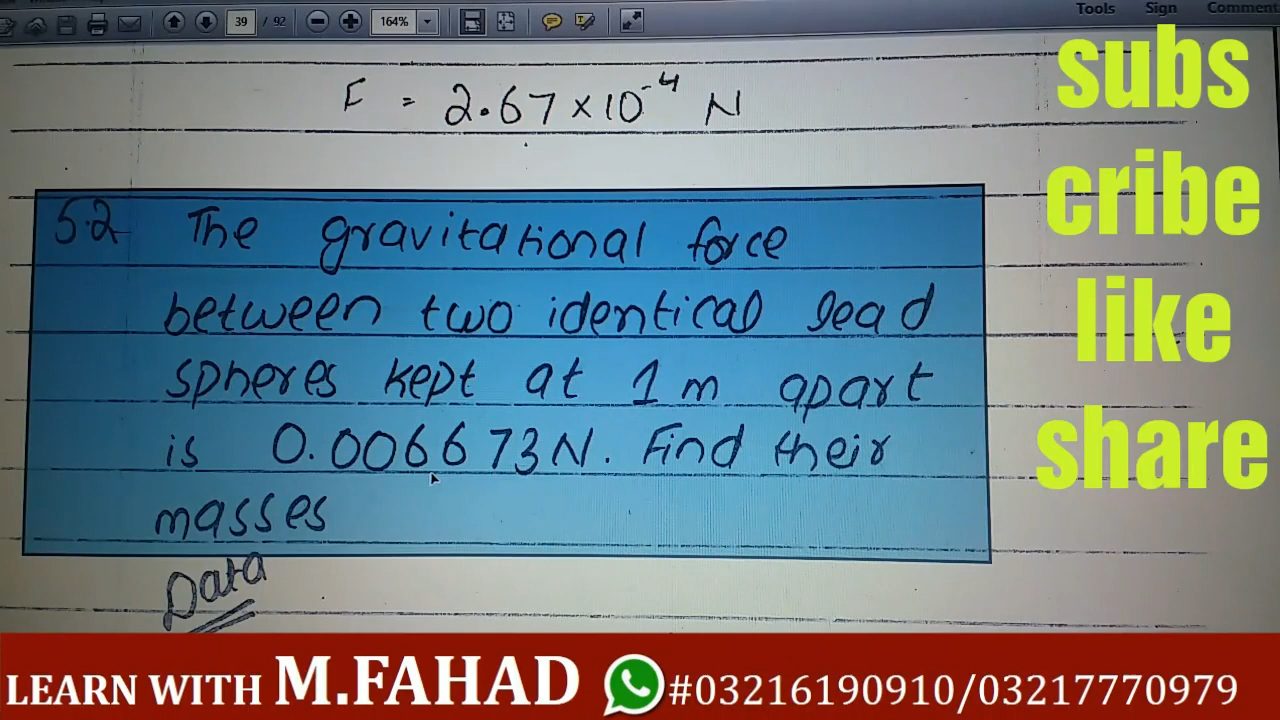 Tools Sign Comment
39 / 92 164%
F = 2.67 × 10⁻⁴ N
5.2 The gravitational force
between two identical lead
spheres kept at 1 m apart
is 0.006673N. Find their
masses
Data
subs
cribe
like
share
LEARN WITH M.FAHAD #03216190910/03217770979